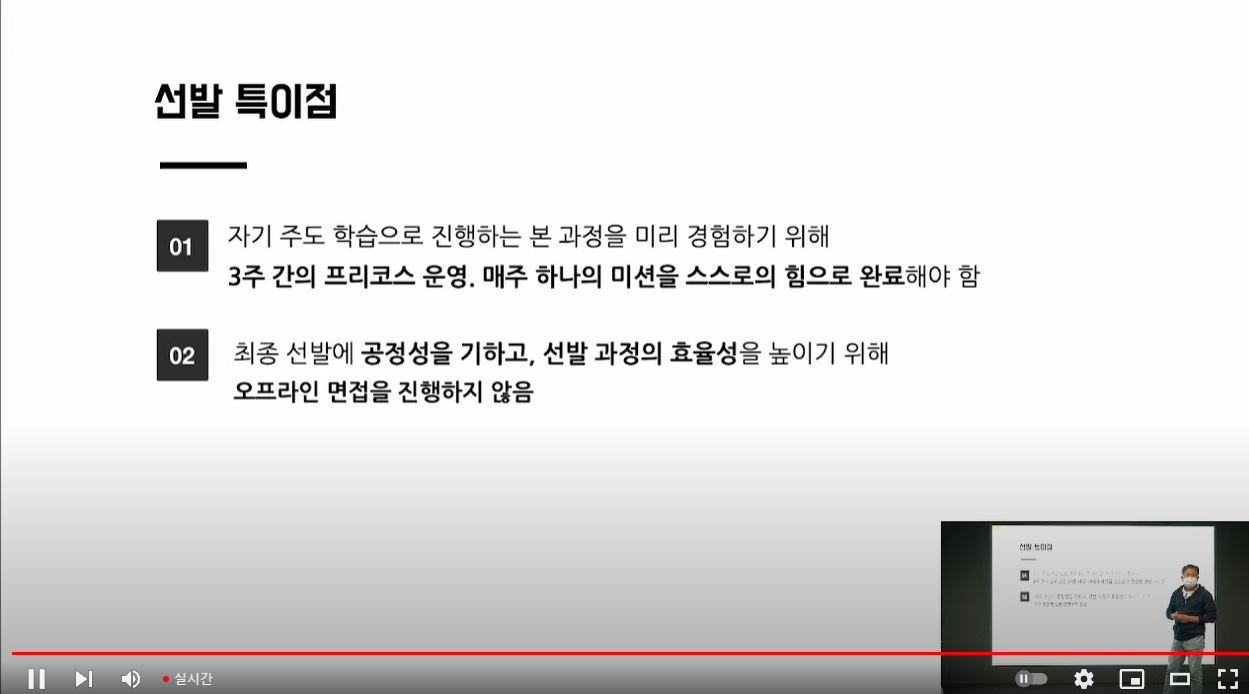 선발 특이점
01
자기 주도 학습으로 진행하는 본 과정을 미리 경험하기 위해
3주 간의 프리코스 운영. 매주 하나의 미션을 스스로의 힘으로 완료해야 함
02
최종 선발에 공정성을 기하고, 선발 과정의 효율성을 높이기 위해
오프라인 면접을 진행하지 않음
선발 특이점
실시간